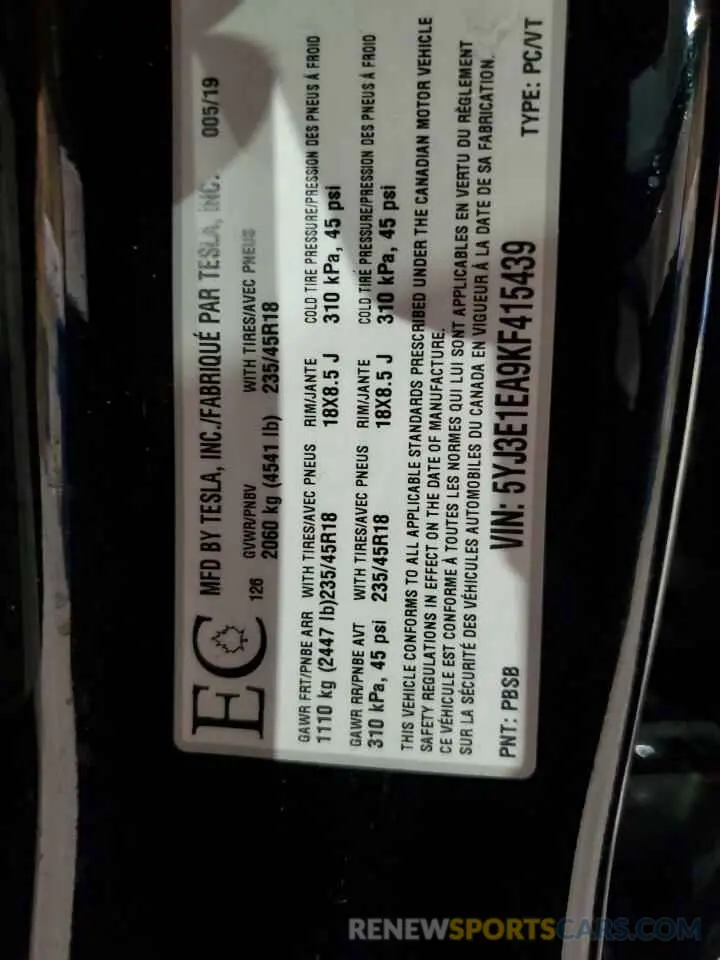 EC
MFD BY TESLA, INC./FABRIQUÉ PAR TESLA, INC. 005/19
126 GVWR/PNBV WITH TIRES/AVEC PNEUS
2060 kg (4541 lb) 235/45R18
GAWR FRT/PNBE ARR WITH TIRES/AVEC PNEUS RIM/JANTE COLD TIRE PRESSURE/PRESSION DES PNEUS À FROID
1110 kg (2447 lb)235/45R18 18X8.5 J 310 kPa, 45 psi
GAWR RR/PNBE AVT WITH TIRES/AVEC PNEUS RIM/JANTE COLD TIRE PRESSURE/PRESSION DES PNEUS À FROID
310 kPa, 45 psi 235/45R18 18X8.5 J 310 kPa, 45 psi
THIS VEHICLE CONFORMS TO ALL APPLICABLE STANDARDS PRESCRIBED UNDER THE CANADIAN MOTOR VEHICLE
SAFETY REGULATIONS IN EFFECT ON THE DATE OF MANUFACTURE.
CE VÉHICULE EST CONFORME À TOUTES LES NORMES QUI LUI SONT APPLICABLES EN VERTU DU RÈGLEMENT
SUR LA SÉCURITÉ DES VÉHICULES AUTOMOBILES DU CANADA EN VIGUEUR À LA DATE DE SA FABRICATION.
PNT: PBSB VIN: 5YJ3E1EA9KF415439 TYPE: PC/VT
RENEWSPORTSCARS.COM